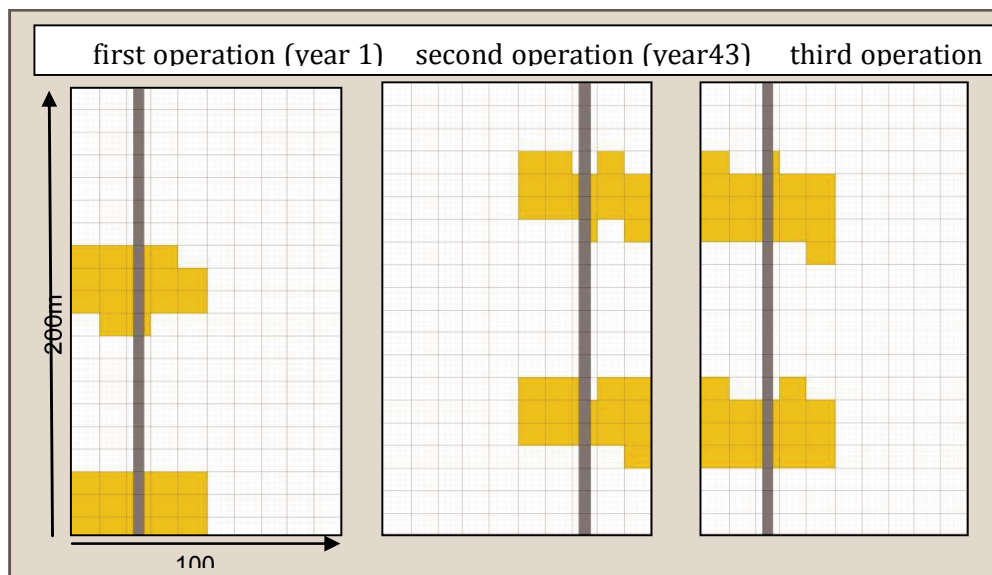 first operation (year 1) second operation (year43) third operation
200m
100